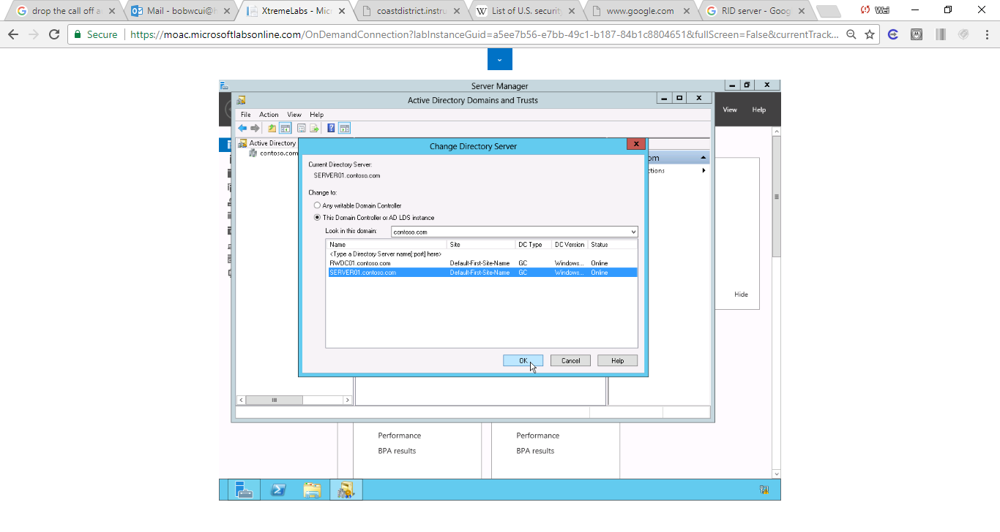 drop the call off a
Mail - bobwcui@h
XtremeLabs - Mic
coastdistrict.instru
List of U.S. security
www.google.com
RID server - Goog
Wei
Secure
https://moac.microsoftlabsonline.com/OnDemandConnection?labInstanceGuid=a5ee7b56-e7bb-49c1-b187-84b1c8804651&fullScreen=False&currentTrack...
Server Manager
Active Directory Domains and Trusts
View Help
File Action View Help
Active Directory
contoso.com
Change Directory Server
om
ctions
Current Directory Server:
SERVER01.contoso.com
Change to:
Any writable Domain Controller
This Domain Controller or AD LDS instance
Look in this domain: contoso.com
Name Site DC Type DC Version Status
<Type a Directory Server name[:port] here>
RWDC01.contoso.com Default-First-Site-Name GC Windows... Online
SERVER01.contoso.com Default-First-Site-Name GC Windows... Online
Hide
OK Cancel Help
Performance Performance
BPA results BPA results